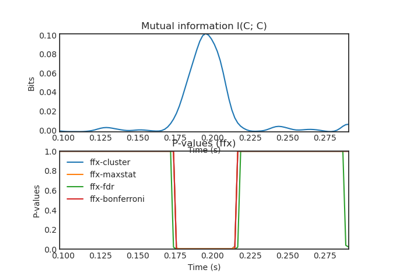 Mutual information I(C; C)
0.10
0.08
0.06
0.04
0.02
0.00
Bits
0.100 0.125 0.150 0.175 0.200 0.225 0.250 0.275
Time (s)
P-values (ffx)
1.0
0.8
0.6
0.4
0.2
0.0
P-values
ffx-cluster
ffx-maxstat
ffx-fdr
ffx-bonferroni
0.100 0.125 0.150 0.175 0.200 0.225 0.250 0.275
Time (s)